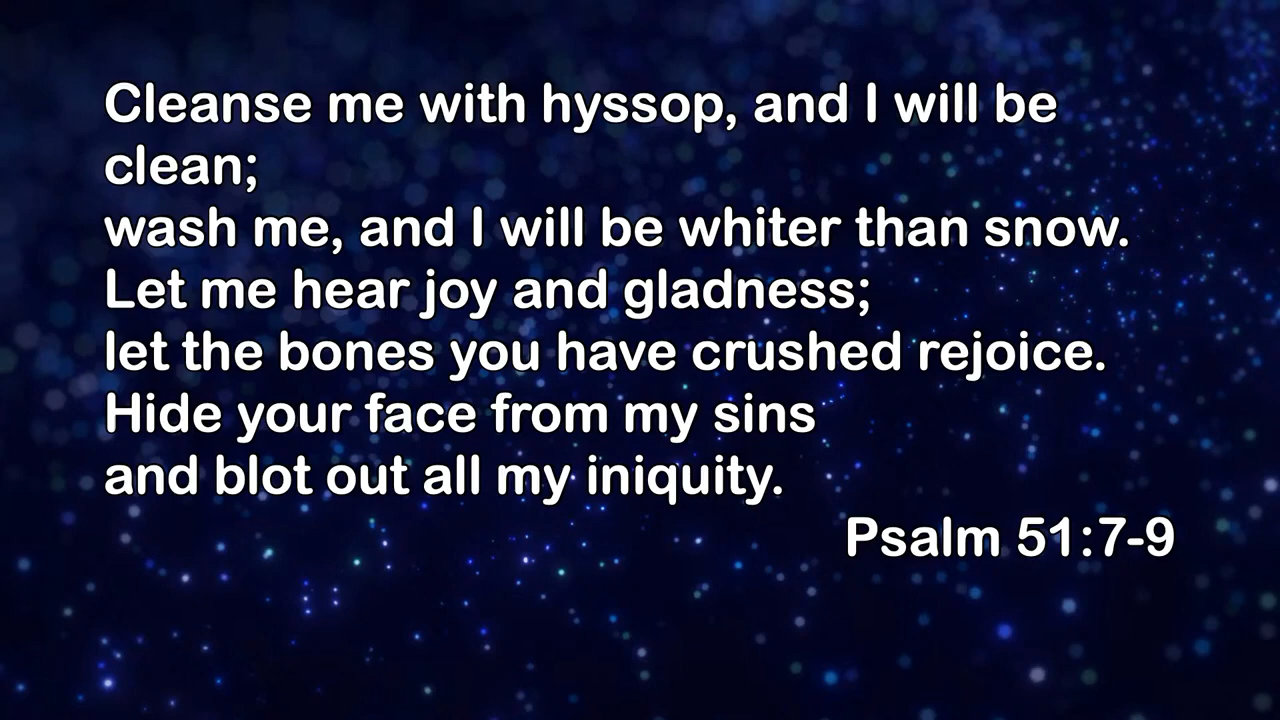 Cleanse me with hyssop, and I will be
clean;
wash me, and I will be whiter than snow.
Let me hear joy and gladness;
let the bones you have crushed rejoice.
Hide your face from my sins
and blot out all my iniquity.
Psalm 51:7-9